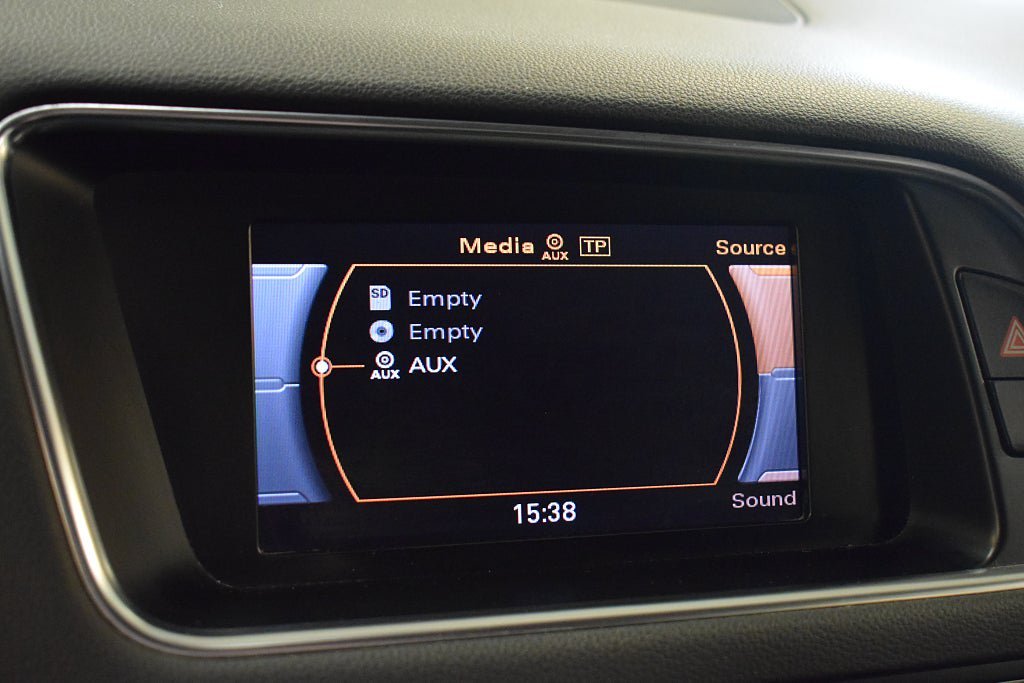 Media AUX TP Source
SD Empty
Empty
AUX AUX
15:38
Sound